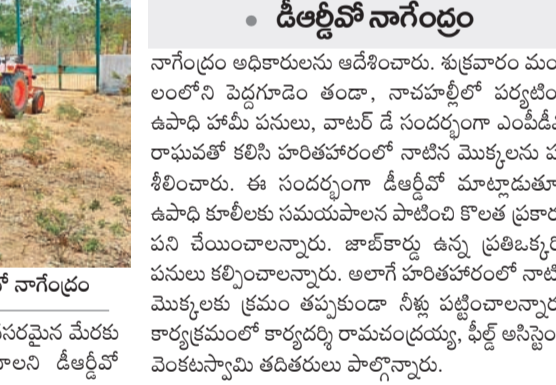 • డీఆర్డీవో నాగేంద్రం
నాగేంద్రం అధికారులను ఆదేశించారు. శుక్రవారం మం
లంలోని పెద్దగూడెం తండా, నాచహల్లీలో పర్యటిం
ఉపాధి హామీ పనులు, వాటర్ డే సందర్భంగా ఎంపీడీ
రాఘవతో కలిసి హరితహారంలో నాటిన మొక్కలను ప
శీలించారు. ఈ సందర్భంగా డీఆర్డీవో మాట్లాడుతూ
ఉపాధి కూలీలకు సమయపాలన పాటించి కొలత ప్రకార
పని చేయించాలన్నారు. జాబ్‌కార్డు ఉన్న ప్రతిఒక్కరి
పనులు కల్పించాలన్నారు. అలాగే హరితహారంలో నాటి
మొక్కలకు క్రమం తప్పకుండా నీళ్లు పట్టించాలన్నార
కార్యక్రమంలో కార్యదర్శి రామచంద్రయ్య, ఫీల్డ్ అసిస్టెం
వెంకటస్వామి తదితరులు పాల్గొన్నారు.
వో నాగేంద్రం
సరమైన మేరకు
లని డీఆర్డీవో